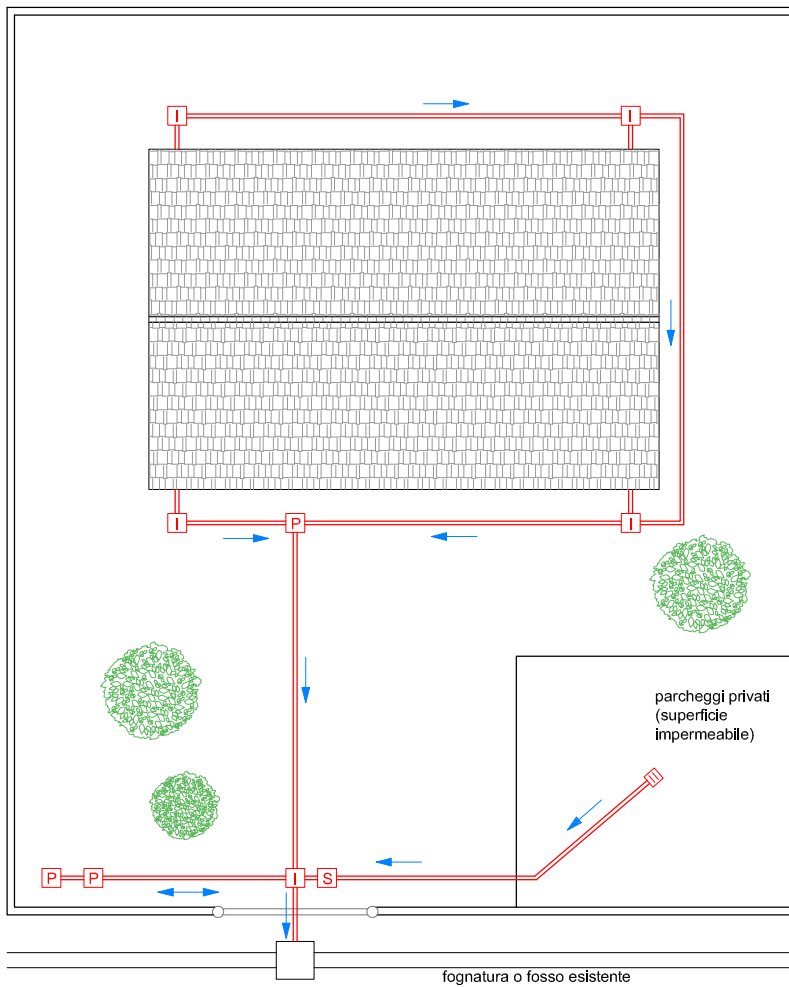 I
I
I
P
I
parcheggi privati
(superficie
impermeabile)
P
P
I
S
fognatura o fosso esistente